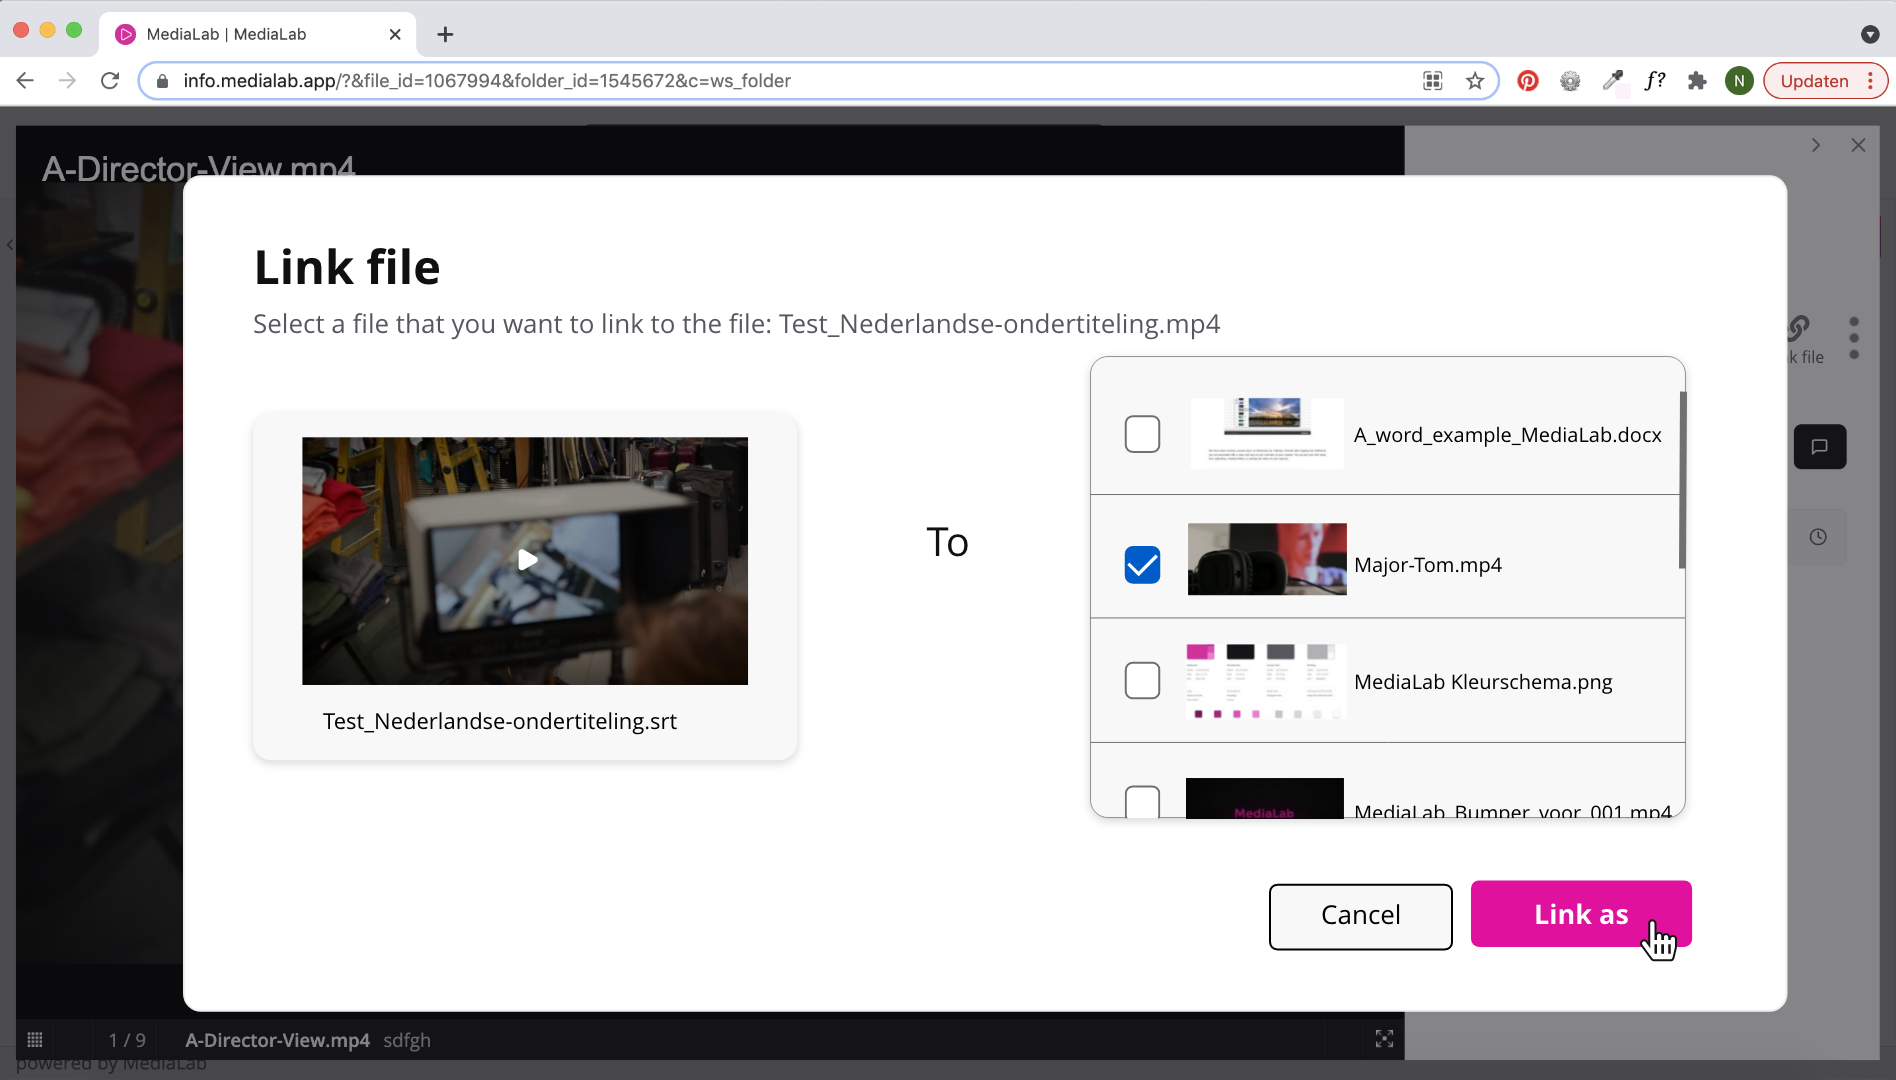 MediaLab | MediaLab
info.medialab.app/?&file_id=1067994&folder_id=1545672&c=ws_folder
f?
N
Updaten
A-Director-View.mp4
Link file
Select a file that you want to link to the file: Test_Nederlandse-ondertiteling.mp4
k file
A_word_example_MediaLab.docx
To
Major-Tom.mp4
MediaLab Kleurschema.png
Test_Nederlandse-ondertiteling.srt
MediaLab
MediaLab_Bumper_voor_001.mp4
Cancel
Link as
1 / 9
A-Director-View.mp4 sdfgh
powered by MediaLab